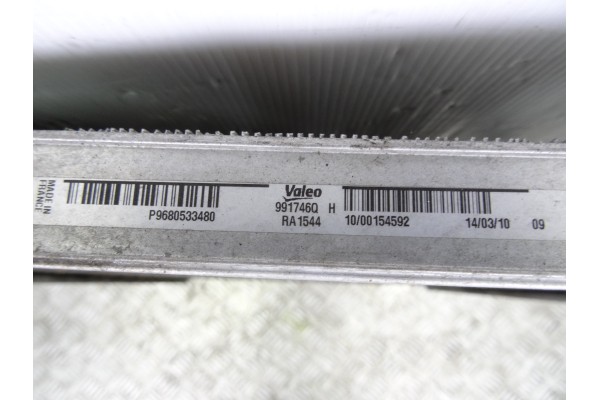 MADE IN
FRANCE
P9680533480
Valeo
991746Q H
RA1544
10/00154592
14/03/10 09